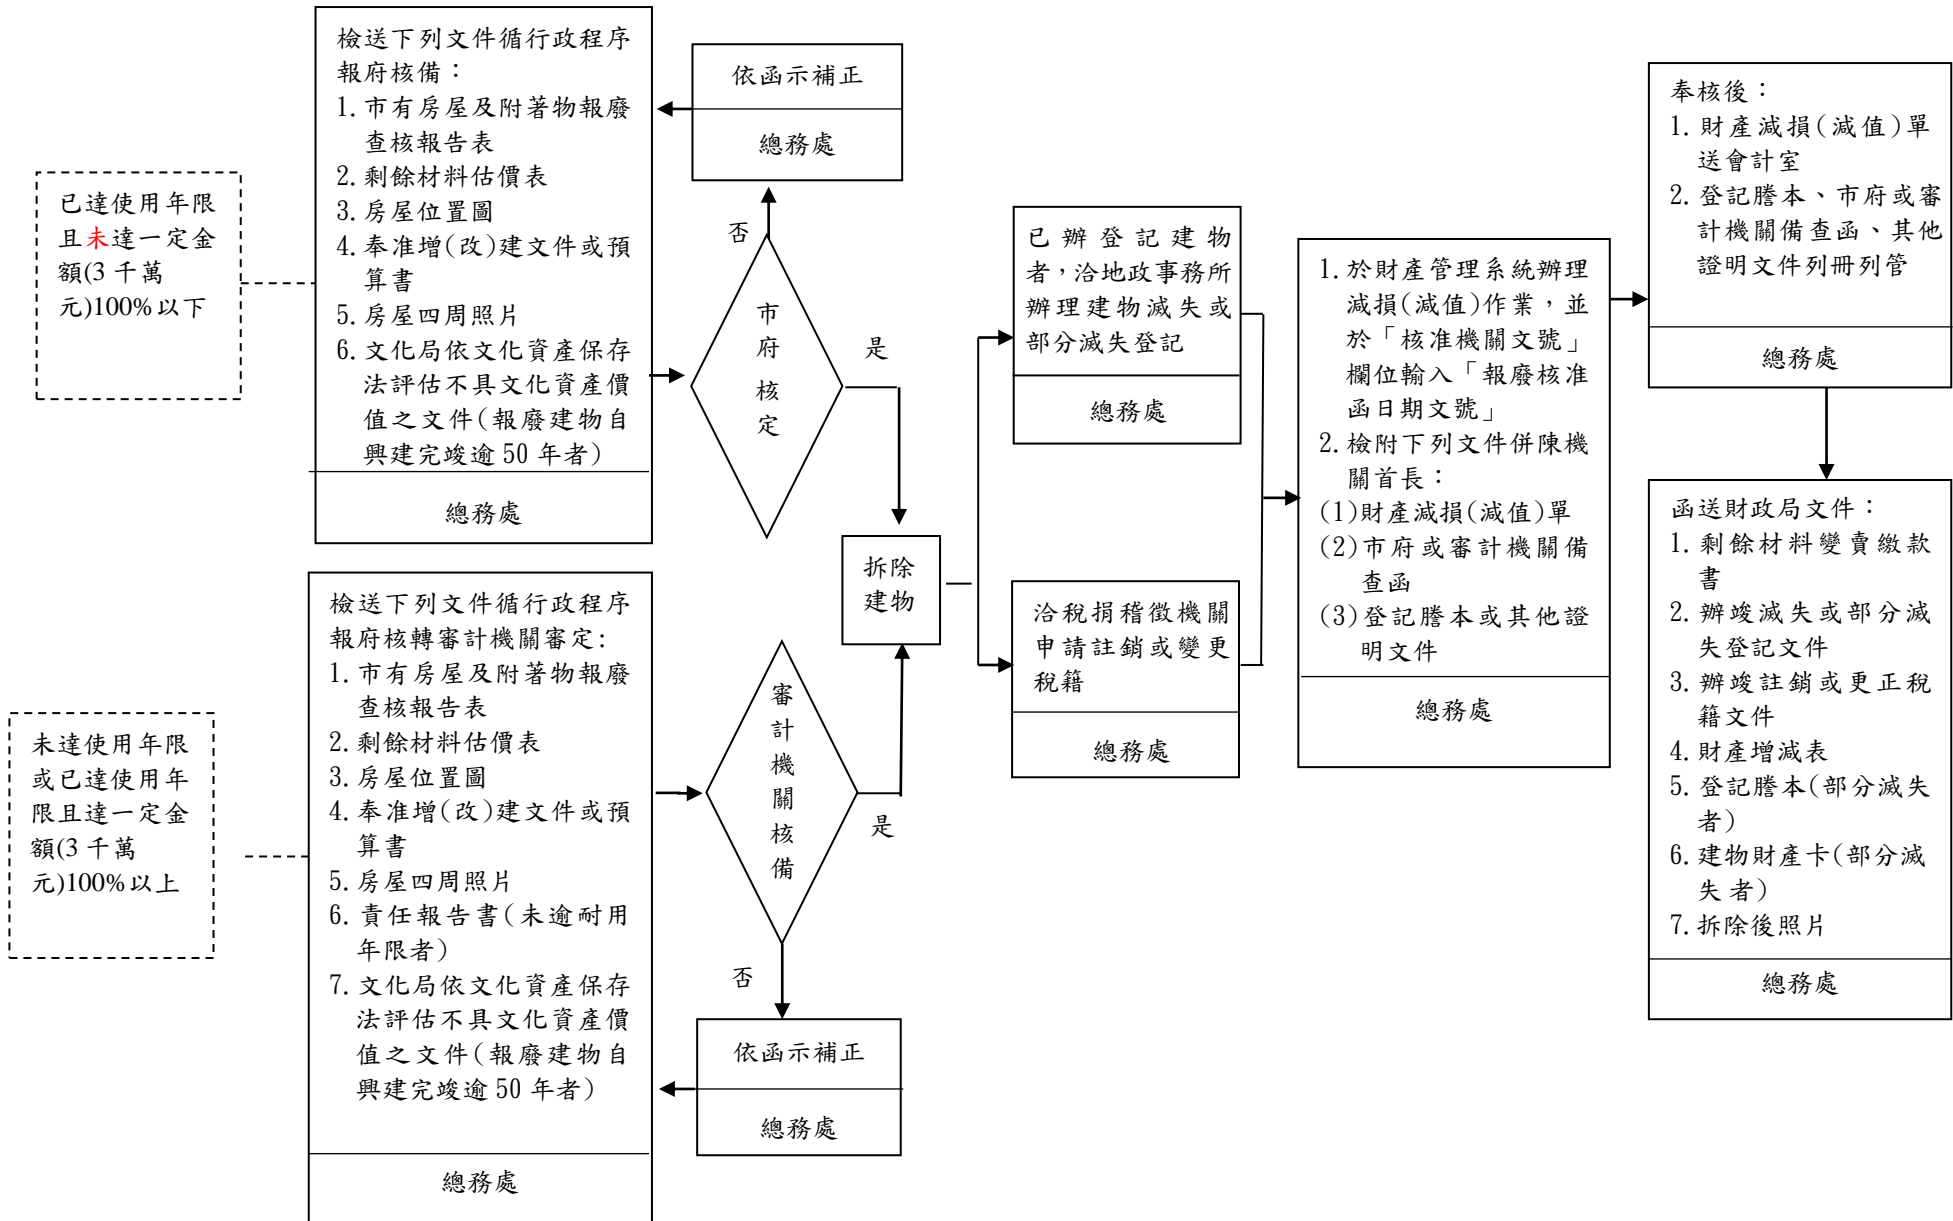 已達使用年限
且未達一定金
額(3 千萬
元)100%以下
檢送下列文件循行政程序
報府核備：
1.市有房屋及附著物報廢
查核報告表
2.剩餘材料估價表
3.房屋位置圖
4.奉准增(改)建文件或預
算書
5.房屋四周照片
6.文化局依文化資產保存
法評估不具文化資產價
值之文件(報廢建物自
興建完竣逾 50 年者)
總務處
依函示補正
總務處
否
市
府
核
定
是
未達使用年限
或已達使用年
限且達一定金
額(3 千萬
元)100%以上
檢送下列文件循行政程序
報府核轉審計機關審定:
1.市有房屋及附著物報廢
查核報告表
2.剩餘材料估價表
3.房屋位置圖
4.奉准增(改)建文件或預
算書
5.房屋四周照片
6.責任報告書(未逾耐用
年限者)
7.文化局依文化資產保存
法評估不具文化資產價
值之文件(報廢建物自
興建完竣逾 50 年者)
總務處
審
計
機
關
核
備
是
否
依函示補正
總務處
拆除
建物
已辦登記建物
者，洽地政事務所
辦理建物滅失或
部分滅失登記
總務處
洽稅捐稽徵機關
申請註銷或變更
稅籍
總務處
1.於財產管理系統辦理
減損(減值)作業，並
於「核准機關文號」
欄位輸入「報廢核准
函日期文號」
2.檢附下列文件併陳機
關首長：
(1)財產減損(減值)單
(2)市府或審計機關備
查函
(3)登記謄本或其他證
明文件
總務處
奉核後：
1.財產減損(減值)單
送會計室
2.登記謄本、市府或審
計機關備查函、其他
證明文件列冊列管
總務處
函送財政局文件：
1.剩餘材料變賣繳款
書
2.辦竣滅失或部分滅
失登記文件
3.辦竣註銷或更正稅
籍文件
4.財產增減表
5.登記謄本(部分滅失
者)
6.建物財產卡(部分滅
失者)
7.拆除後照片
總務處